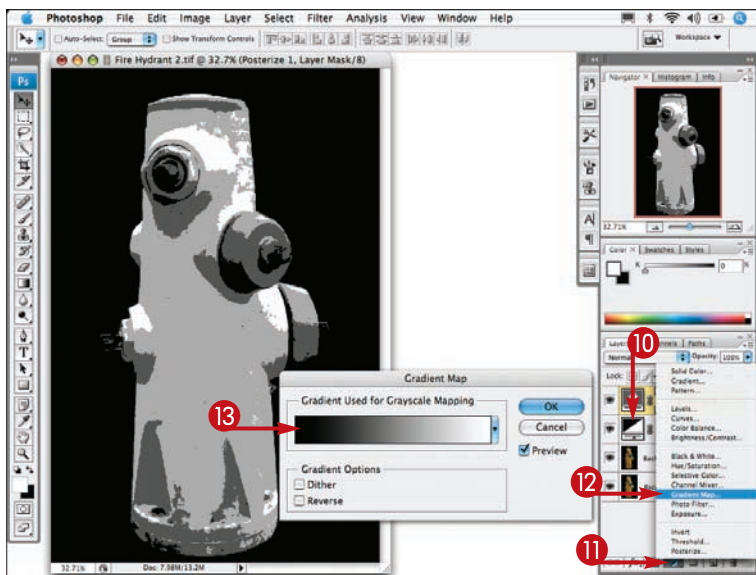 Photoshop File Edit Image Layer Select Filter Analysis View Window Help
Auto-Select: Group Show Transform Controls Workspace
Fire Hydrant 2.tif @ 32.7% (Posterize 1, Layer Mask/8)
Ps
Navigator × Histogram Info
32.71%
Color × Swatches Styles
K 0 %
Paths
Opacity: 100%
Lock:
10
Solid Color...
Gradient...
Pattern...
Levels...
Curves...
Color Balance...
Brightness/Contrast...
Black & White...
Hue/Saturation...
Selective Color...
Channel Mixer...
12
Gradient Map...
Photo Filter...
Exposure...
Invert
Threshold...
Posterize...
11
Gradient Map
Gradient Used for Grayscale Mapping
13
OK
Cancel
Preview
Gradient Options
Dither
Reverse
32.71% Doc: 7.08M/13.2M